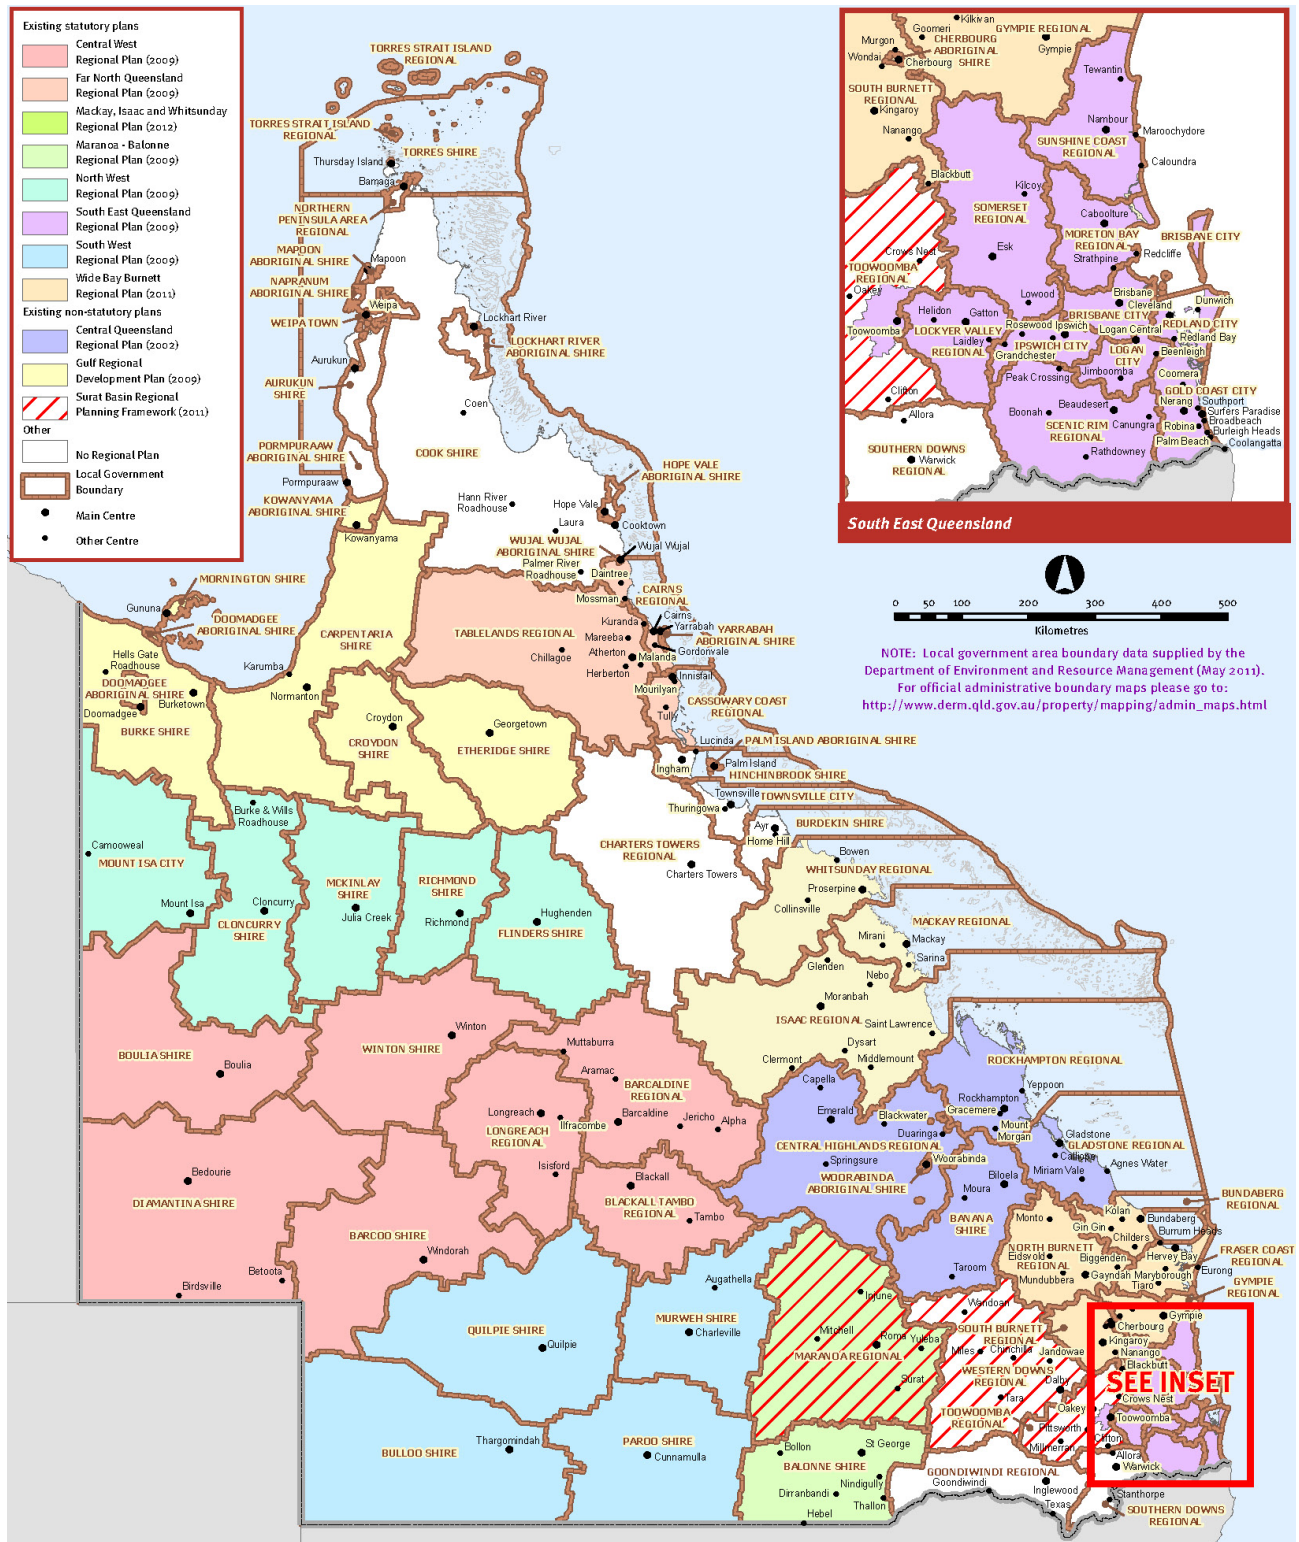 Existing statutory plans
Central West
Regional Plan (2009)
Far North Queensland
Regional Plan (2009)
Mackay, Isaac and Whitsunday
Regional Plan (2012)
Maranoa - Balonne
Regional Plan (2009)
North West
Regional Plan (2009)
South East Queensland
Regional Plan (2009)
South West
Regional Plan (2009)
Wide Bay Burnett
Regional Plan (2011)
Existing non-statutory plans
Central Queensland
Regional Plan (2002)
Gulf Regional
Development Plan (2009)
Surat Basin Regional
Planning Framework (2011)
Other
No Regional Plan
Local Government
Boundary
Main Centre
Other Centre
Kilkivan
Goomeri
GYMPIE REGIONAL
Murgon
CHERBOURG
ABORIGINAL
SHIRE
Gympie
Wondai
Cherbourg
Tewantin
SOUTH BURNETT
REGIONAL
Kingaroy
Nambour
Nanango
Maroochydore
SUNSHINE COAST
REGIONAL
Caloundra
Blackbutt
Kilcoy
SOMERSET
REGIONAL
Caboolture
MORETON BAY
REGIONAL
BRISBANE CITY
Esk
Crows Nest
Redcliffe
Strathpine
TOOWOOMBA
REGIONAL
Oakey
Lowood
Brisbane
Cleveland
Dunwich
Helidon
Gatton
BRISBANE CITY
REDLAND CITY
Toowoomba
LOCKYER VALLEY
REGIONAL
Rosewood
Ipswich
Logan Central
Laidley
IPSWICH CITY
Redland Bay
Grandchester
LOGAN
CITY
Beenleigh
Peak Crossing
Jimboomba
Coomera
Clifton
GOLD COAST CITY
Allora
Boonah
Beaudesert
Nerang
Southport
Surfers Paradise
SCENIC RIM
REGIONAL
Canungra
Broadbeach
Robina
Burleigh Heads
Palm Beach
Coolangatta
SOUTHERN DOWNS
REGIONAL
Warwick
Rathdowney
South East Queensland
0 50 100 200 300 400 500
Kilometres
NOTE: Local government area boundary data supplied by the
Department of Environment and Resource Management (May 2011).
For official administrative boundary maps please go to:
http://www.derm.qld.gov.au/property/mapping/admin_maps.html
TORRES STRAIT ISLAND
REGIONAL
TORRES STRAIT ISLAND
REGIONAL
TORRES SHIRE
Thursday Island
Bamaga
NORTHERN
PENINSULA AREA
REGIONAL
MAPOON
ABORIGINAL SHIRE
Mapoon
NAPRANUM
ABORIGINAL SHIRE
Weipa
WEIPA TOWN
Lockhart River
LOCKHART RIVER
ABORIGINAL SHIRE
Aurukun
AURUKUN
SHIRE
Coen
PORMPURAAW
ABORIGINAL SHIRE
COOK SHIRE
Pormpuraaw
HOPE VALE
ABORIGINAL SHIRE
KOWANYAMA
ABORIGINAL SHIRE
Hann River
Roadhouse
Hope Vale
Kowanyama
Laura
Cooktown
WUJAL WUJAL
ABORIGINAL SHIRE
Wujal Wujal
Palmer River
Roadhouse
Daintree
MORNINGTON SHIRE
Gununa
DOOMADGEE
ABORIGINAL SHIRE
Mossman
CAIRNS
REGIONAL
CARPENTARIA
SHIRE
TABLELANDS REGIONAL
Kuranda
Cairns
Yarrabah
Mareeba
YARRABAH
ABORIGINAL SHIRE
Hells Gate
Roadhouse
Chillagoe
Atherton
Gordonvale
Malanda
Karumba
Herberton
Innisfail
DOOMADGEE
ABORIGINAL SHIRE
Normanton
Mourilyan
Burketown
Doomadgee
CASSOWARY COAST
REGIONAL
Tully
BURKE SHIRE
Croydon
Georgetown
CROYDON
SHIRE
ETHERIDGE SHIRE
Lucinda
PALM ISLAND ABORIGINAL SHIRE
Ingham
Palm Island
HINCHINBROOK SHIRE
Townsville
TOWNSVILLE CITY
Burke & Wills
Roadhouse
Thuringowa
Ayr
BURDEKIN SHIRE
Home Hill
Camooweal
MOUNT ISA CITY
CHARTERS TOWERS
REGIONAL
Bowen
Charters Towers
WHITSUNDAY REGIONAL
MCKINLAY
SHIRE
RICHMOND
SHIRE
Proserpine
Mount Isa
Cloncurry
Julia Creek
Richmond
Hughenden
Collinsville
CLONCURRY
SHIRE
FLINDERS SHIRE
MACKAY REGIONAL
Mirani
Mackay
Sarina
Glenden
Nebo
Moranbah
ISAAC REGIONAL
Saint Lawrence
Winton
WINTON SHIRE
Muttaburra
Dysart
BOULIA SHIRE
Boulia
Clermont
Middlemount
ROCKHAMPTON REGIONAL
Aramac
BARCALDINE
REGIONAL
Capella
Yeppoon
Rockhampton
Longreach
Ilfracombe
Barcaldine
Emerald
Blackwater
Gracemere
Jericho
Alpha
Mount
Morgan
LONGREACH
REGIONAL
Duaringa
Gladstone
CENTRAL HIGHLANDS REGIONAL
GLADSTONE REGIONAL
Calliope
Isisford
Springsure
Woorabinda
Bedourie
Blackall
WOORABINDA
ABORIGINAL SHIRE
Biloela
Miriam Vale
Agnes Water
DIAMANTINA SHIRE
BLACKALL TAMBO
REGIONAL
Moura
BUNDABERG
REGIONAL
Tambo
BANANA
SHIRE
Monto
Kolan
Bundaberg
Gin Gin
Burrum Heads
BARCOO SHIRE
Childers
Windorah
NORTH BURNETT
REGIONAL
Eidsvold
Biggenden
Hervey Bay
FRASER COAST
REGIONAL
Betoota
Taroom
Mundubbera
Gayndah
Maryborough
Eurong
Tiaro
GYMPIE
REGIONAL
Birdsville
Augathella
Injune
Wandoan
MURWEH SHIRE
Charleville
QUILPIE SHIRE
Quilpie
Mitchell
Roma
Yuleba
MARANOA REGIONAL
SOUTH BURNETT
REGIONAL
Miles
Chinchilla
Jandowae
Cherbourg
Gympie
Kingaroy
Nanango
Blackbutt
SEE INSET
WESTERN DOWNS
REGIONAL
Surat
Dalby
Tara
Crows Nest
Oakey
TOOWOOMBA
REGIONAL
Toowoomba
Pittsworth
Millmerran
Clifton
Allora
Warwick
BULLOO SHIRE
Thargomindah
PAROO SHIRE
Cunnamulla
Bollon
St George
BALONNE SHIRE
Nindigully
Dirranbandi
Thallon
Hebel
GOONDIWINDI REGIONAL
Goondiwindi
Inglewood
Texas
Stanthorpe
SOUTHERN DOWNS
REGIONAL